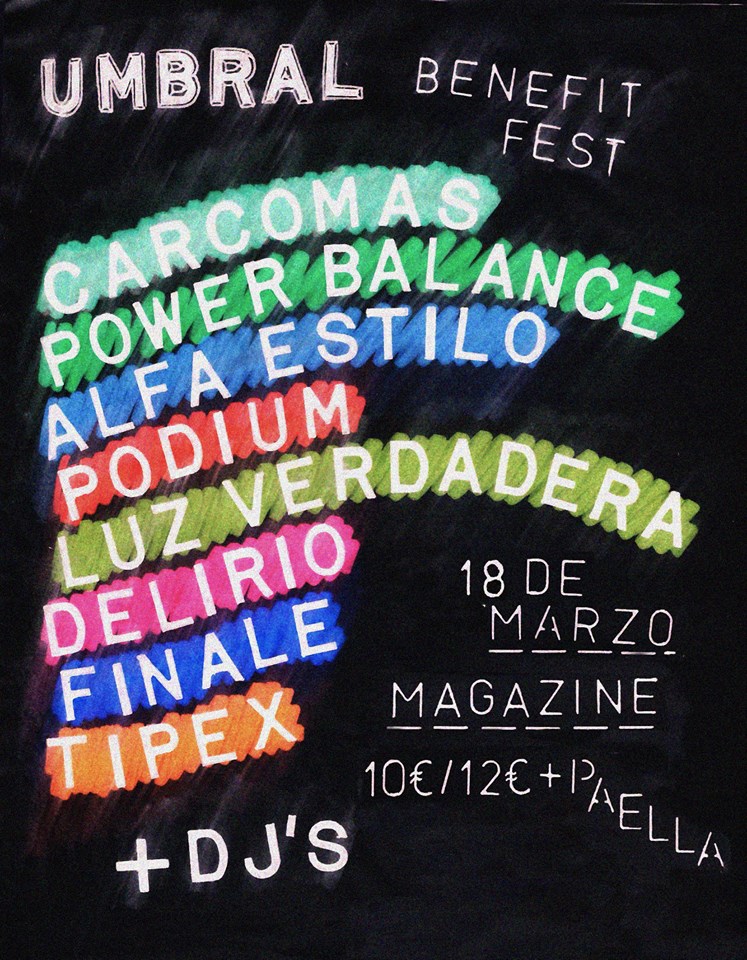 UMBRAL
BENEFIT
FEST
CARCOMAS
POWER BALANCE
ALFA ESTILO
PODIUM
LUZ VERDADERA
DELIRIO
FINALE
TIPEX
+DJ'S
18 DE
MARZO
MAGAZINE
10€/12€+PAELLA